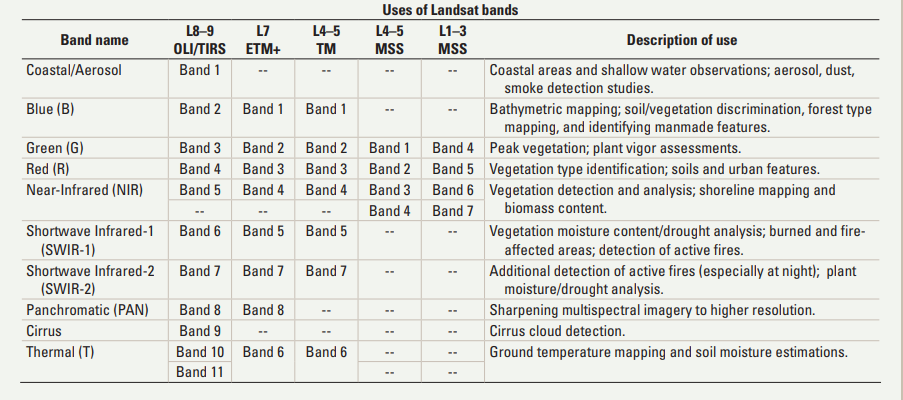 Uses of Landsat bands
Band name L8–9 OLI/TIRS L7 ETM+ L4–5 TM L4–5 MSS L1–3 MSS Description of use
Coastal/Aerosol Band 1 -- -- -- -- Coastal areas and shallow water observations; aerosol, dust,
smoke detection studies.
Blue (B) Band 2 Band 1 Band 1 -- -- Bathymetric mapping; soil/vegetation discrimination, forest type
mapping, and identifying manmade features.
Green (G) Band 3 Band 2 Band 2 Band 1 Band 4 Peak vegetation; plant vigor assessments.
Red (R) Band 4 Band 3 Band 3 Band 2 Band 5 Vegetation type identification; soils and urban features.
Near-Infrared (NIR) Band 5 Band 4 Band 4 Band 3 Band 6 Vegetation detection and analysis; shoreline mapping and
-- -- -- Band 4 Band 7 biomass content.
Shortwave Infrared-1 Band 6 Band 5 Band 5 -- -- Vegetation moisture content/drought analysis; burned and fire-
(SWIR-1) affected areas; detection of active fires.
Shortwave Infrared-2 Band 7 Band 7 Band 7 -- -- Additional detection of active fires (especially at night); plant
(SWIR-2) moisture/drought analysis.
Panchromatic (PAN) Band 8 Band 8 -- -- -- Sharpening multispectral imagery to higher resolution.
Cirrus Band 9 -- -- -- -- Cirrus cloud detection.
Thermal (T) Band 10 Band 6 Band 6 -- -- Ground temperature mapping and soil moisture estimations.
Band 11 -- --